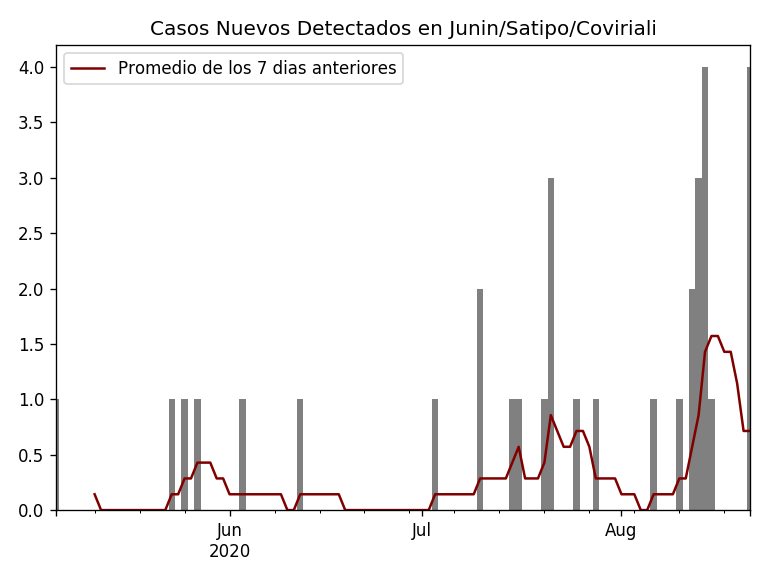 Casos Nuevos Detectados en Junin/Satipo/Coviriali
Promedio de los 7 dias anteriores
4.0
3.5
3.0
2.5
2.0
1.5
1.0
0.5
0.0
Jun
2020
Jul
Aug